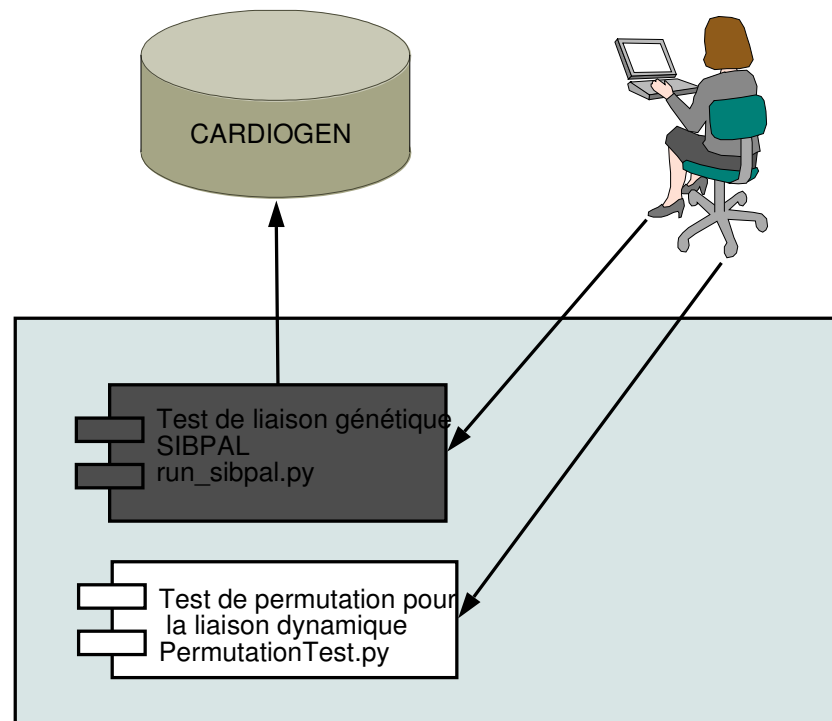 CARDIOGEN
Test de liaison génétique
SIBPAL
run_sibpal.py
Test de permutation pour
la liaison dynamique
PermutationTest.py